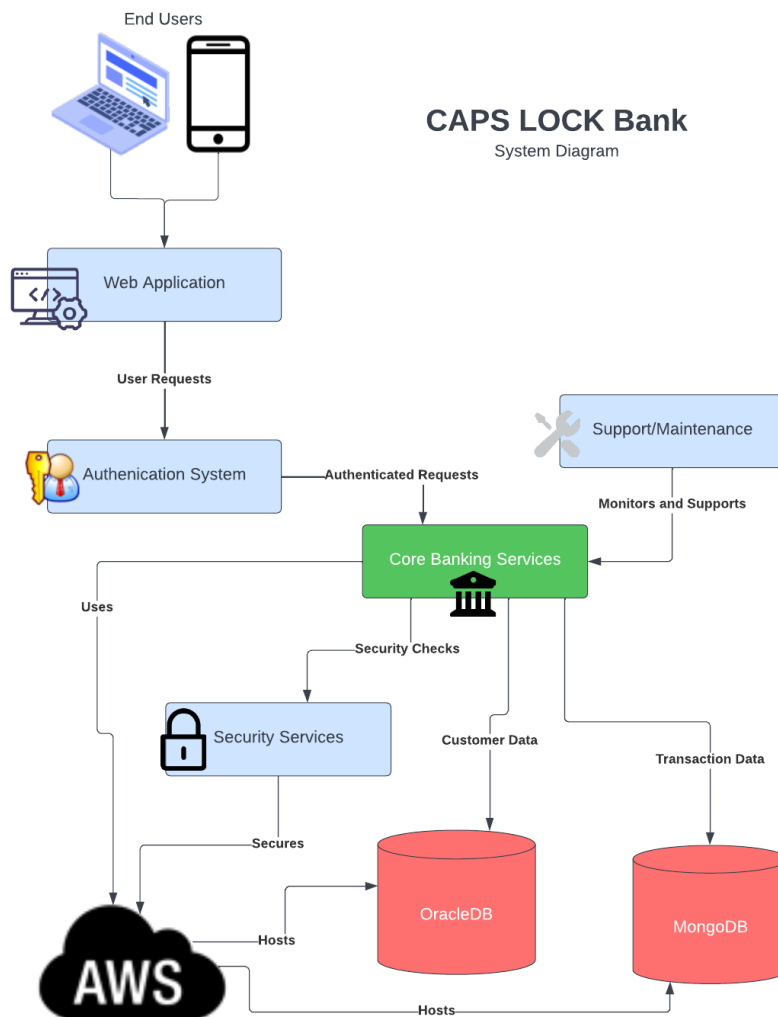 End Users
CAPS LOCK Bank
System Diagram
Web Application
User Requests
Support/Maintenance
Authenication System
Authenticated Requests
Monitors and Supports
Core Banking Services
Uses
Security Checks
Security Services
Customer Data
Transaction Data
Secures
OracleDB
MongoDB
Hosts
AWS
Hosts